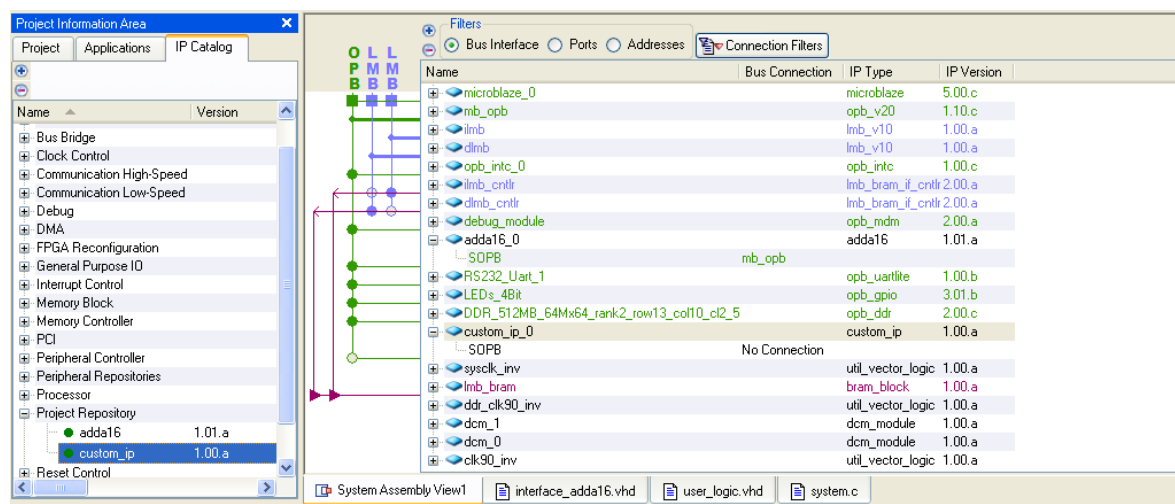 Project Information Area
Project Applications IP Catalog
Name Version
Bus Bridge
Clock Control
Communication High-Speed
Communication Low-Speed
Debug
DMA
FPGA Reconfiguration
General Purpose IO
Interrupt Control
Memory Block
Memory Controller
PCI
Peripheral Controller
Peripheral Repositories
Processor
Project Repository
adda16 1.01.a
custom_ip 1.00.a
Reset Control
OPB LMB LMB
Filters
Bus Interface Ports Addresses Connection Filters
Name Bus Connection IP Type IP Version
microblaze_0 microblaze 5.00.c
mb_opb opb_v20 1.10.c
ilmb lmb_v10 1.00.a
dlmb lmb_v10 1.00.a
opb_intc_0 opb_intc 1.00.c
ilmb_cntlr lmb_bram_if_cntlr 2.00.a
dlmb_cntlr lmb_bram_if_cntlr 2.00.a
debug_module opb_mdm 2.00.a
adda16_0 adda16 1.01.a
SOPB mb_opb
RS232_Uart_1 opb_uartlite 1.00.b
LEDs_4Bit opb_gpio 3.01.b
DDR_512MB_64Mx64_rank2_row13_col10_cl2_5 opb_ddr 2.00.c
custom_ip_0 custom_ip 1.00.a
SOPB No Connection
sysclk_inv util_vector_logic 1.00.a
lmb_bram bram_block 1.00.a
ddr_clk90_inv util_vector_logic 1.00.a
dcm_1 dcm_module 1.00.a
dcm_0 dcm_module 1.00.a
clk90_inv util_vector_logic 1.00.a
System Assembly View1 interface_adda16.vhd user_logic.vhd system.c